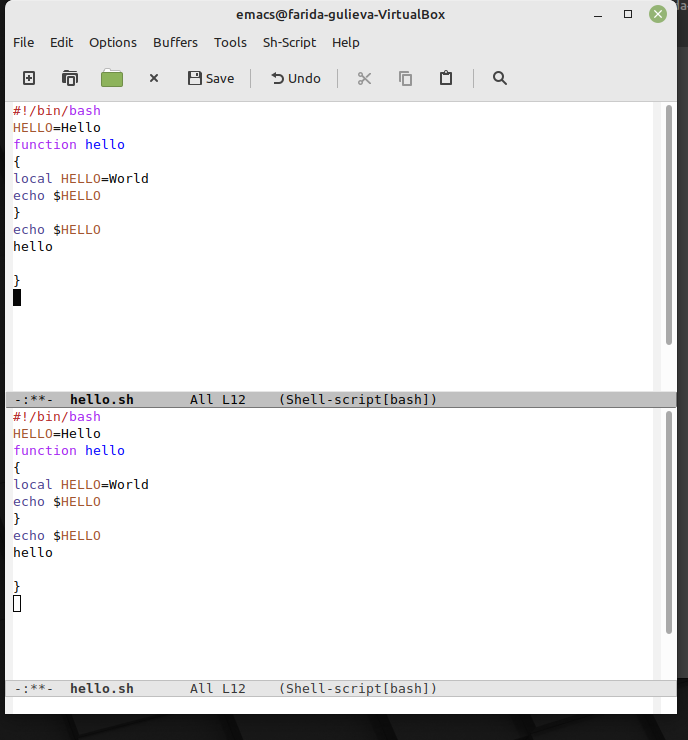 emacs@farida-gulieva-VirtualBox
File Edit Options Buffers Tools Sh-Script Help
Save Undo
#!/bin/bash
HELLO=Hello
function hello
{
local HELLO=World
echo $HELLO
}
echo $HELLO
hello
}
-:**- hello.sh All L12 (Shell-script[bash])
#!/bin/bash
HELLO=Hello
function hello
{
local HELLO=World
echo $HELLO
}
echo $HELLO
hello
}
-:**- hello.sh All L12 (Shell-script[bash])